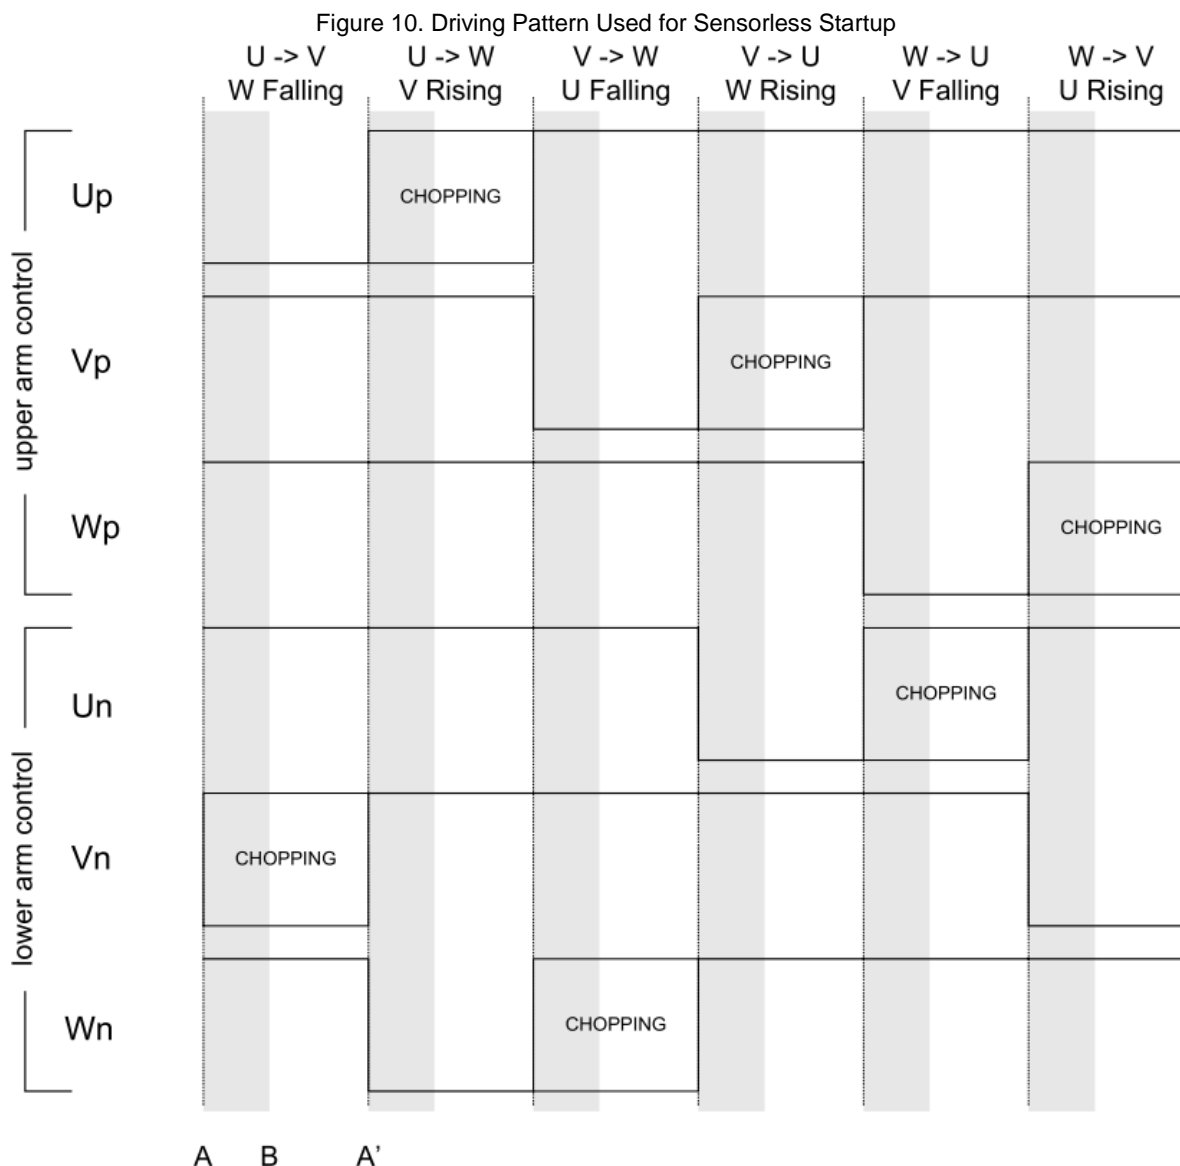 Figure 10. Driving Pattern Used for Sensorless Startup
U -> V U -> W V -> W V -> U W -> U W -> V
W Falling V Rising U Falling W Rising V Falling U Rising
upper arm control
Up
CHOPPING
Vp
CHOPPING
Wp
CHOPPING
lower arm control
Un
CHOPPING
Vn
CHOPPING
Wn
CHOPPING
A B A’